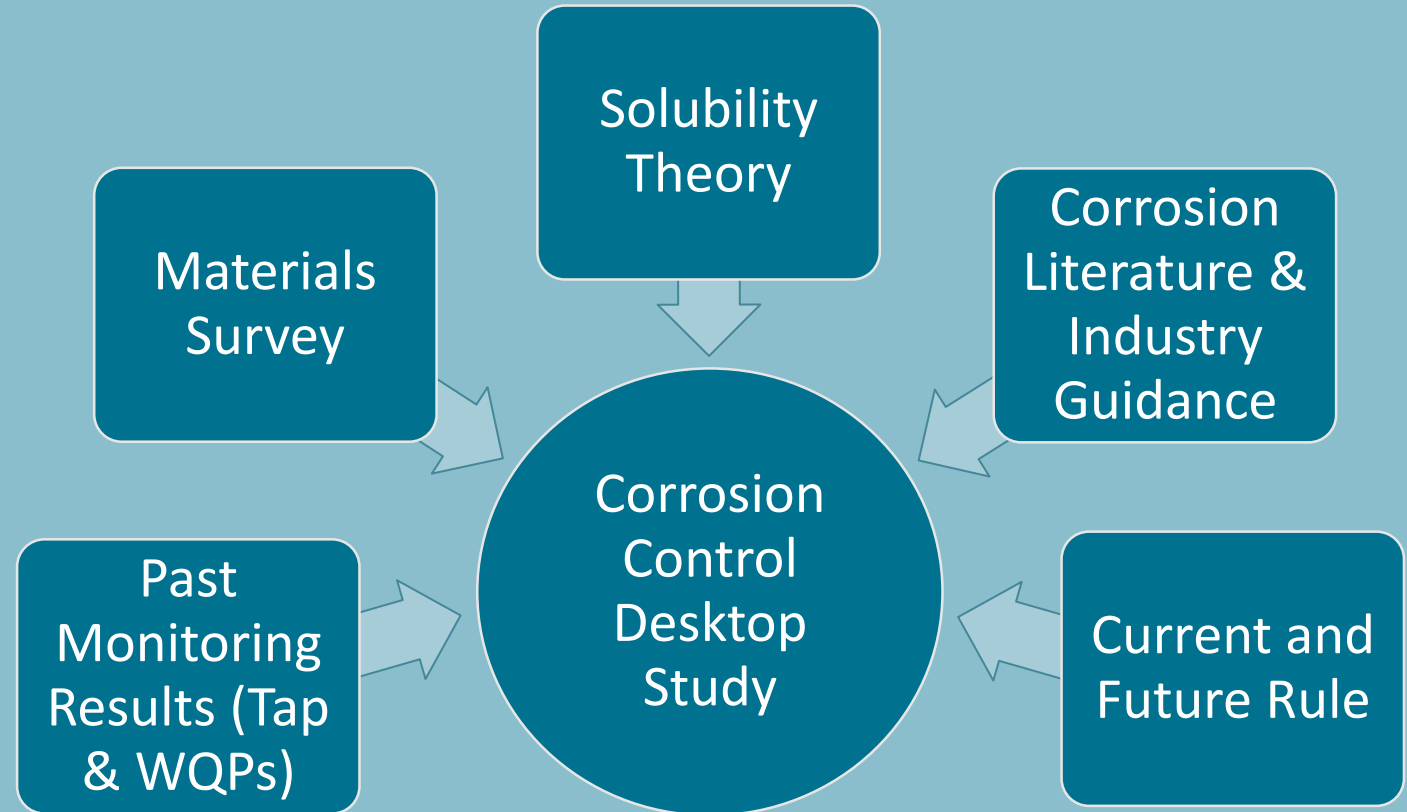 Solubility
Theory
Materials
Survey
Corrosion
Literature &
Industry
Guidance
Past
Monitoring
Results (Tap
& WQPs)
Corrosion
Control
Desktop
Study
Current and
Future Rule